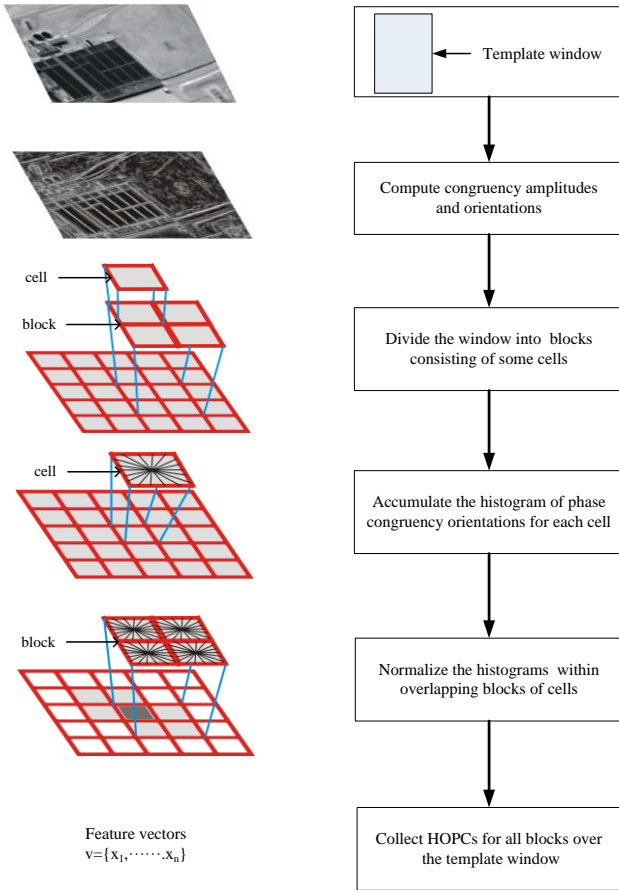 Template window
Compute congruency amplitudes
and orientations
cell
block
Divide the window into blocks
consisting of some cells
cell
Accumulate the histogram of phase
congruency orientations for each cell
block
Normalize the histograms within
overlapping blocks of cells
Feature vectors
v={x₁,······.xₙ}
Collect HOPCs for all blocks over
the template window